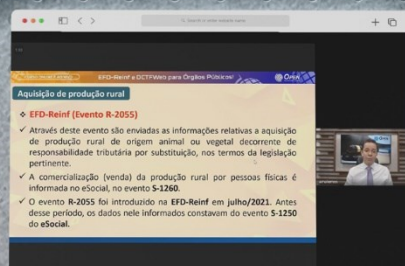 EFD-Reinf e DCTFWeb para Órgãos Públicos!
Open
Aquisição de produção rural
❖ EFD-Reinf (Evento R-2055)
✓ Através deste evento são enviadas as informações relativas a aquisição
de produção rural de origem animal ou vegetal decorrente de
responsabilidade tributária por substituição, nos termos da legislação
pertinente.
✓ A comercialização (venda) da produção rural por pessoas físicas é
informada no eSocial, no evento S-1260.
✓ O evento R-2055 foi introduzido na EFD-Reinf em julho/2021. Antes
desse período, os dados nele informados constavam do evento S-1250
do eSocial.